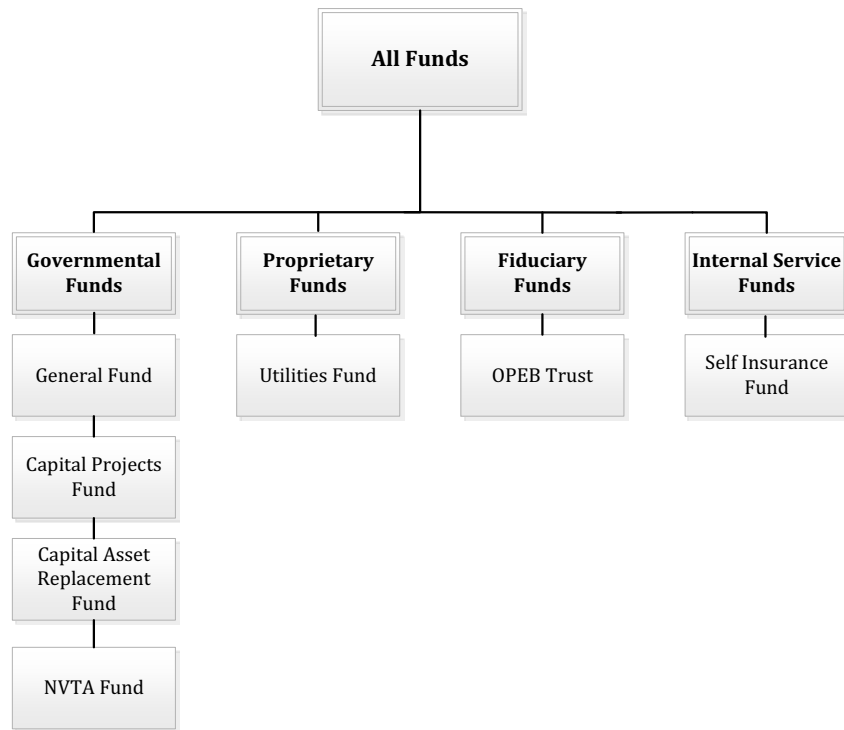 All Funds
Governmental
Funds
Proprietary
Funds
Fiduciary
Funds
Internal Service
Funds
General Fund
Utilities Fund
OPEB Trust
Self Insurance
Fund
Capital Projects
Fund
Capital Asset
Replacement
Fund
NVTA Fund